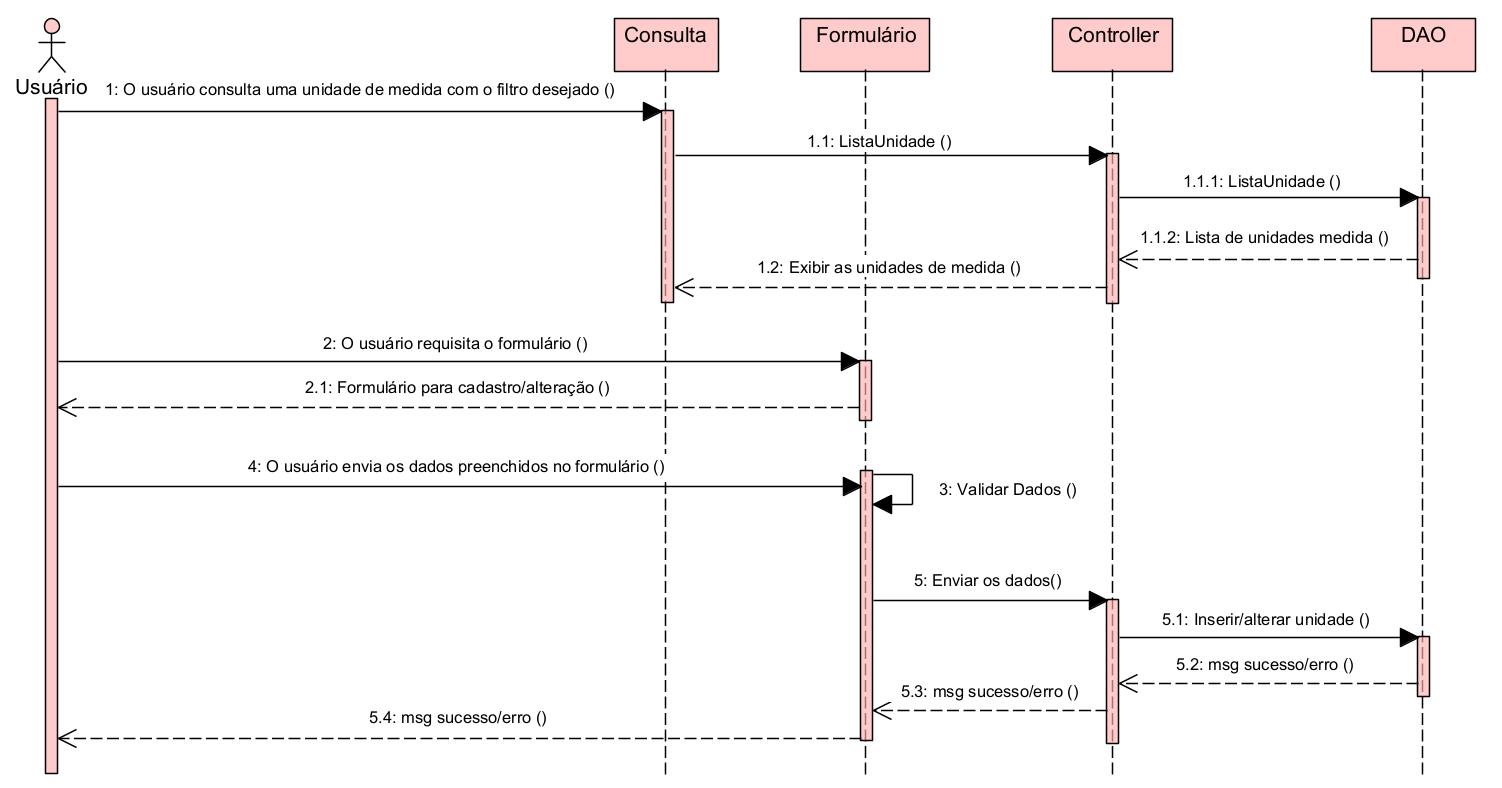 Consulta
Formulário
Controller
DAO
Usuário
1: O usuário consulta uma unidade de medida com o filtro desejado ()
1.1: ListaUnidade ()
1.1.1: ListaUnidade ()
1.1.2: Lista de unidades medida ()
1.2: Exibir as unidades de medida ()
2: O usuário requisita o formulário ()
2.1: Formulário para cadastro/alteração ()
4: O usuário envia os dados preenchidos no formulário ()
3: Validar Dados ()
5: Enviar os dados()
5.1: Inserir/alterar unidade ()
5.2: msg sucesso/erro ()
5.3: msg sucesso/erro ()
5.4: msg sucesso/erro ()